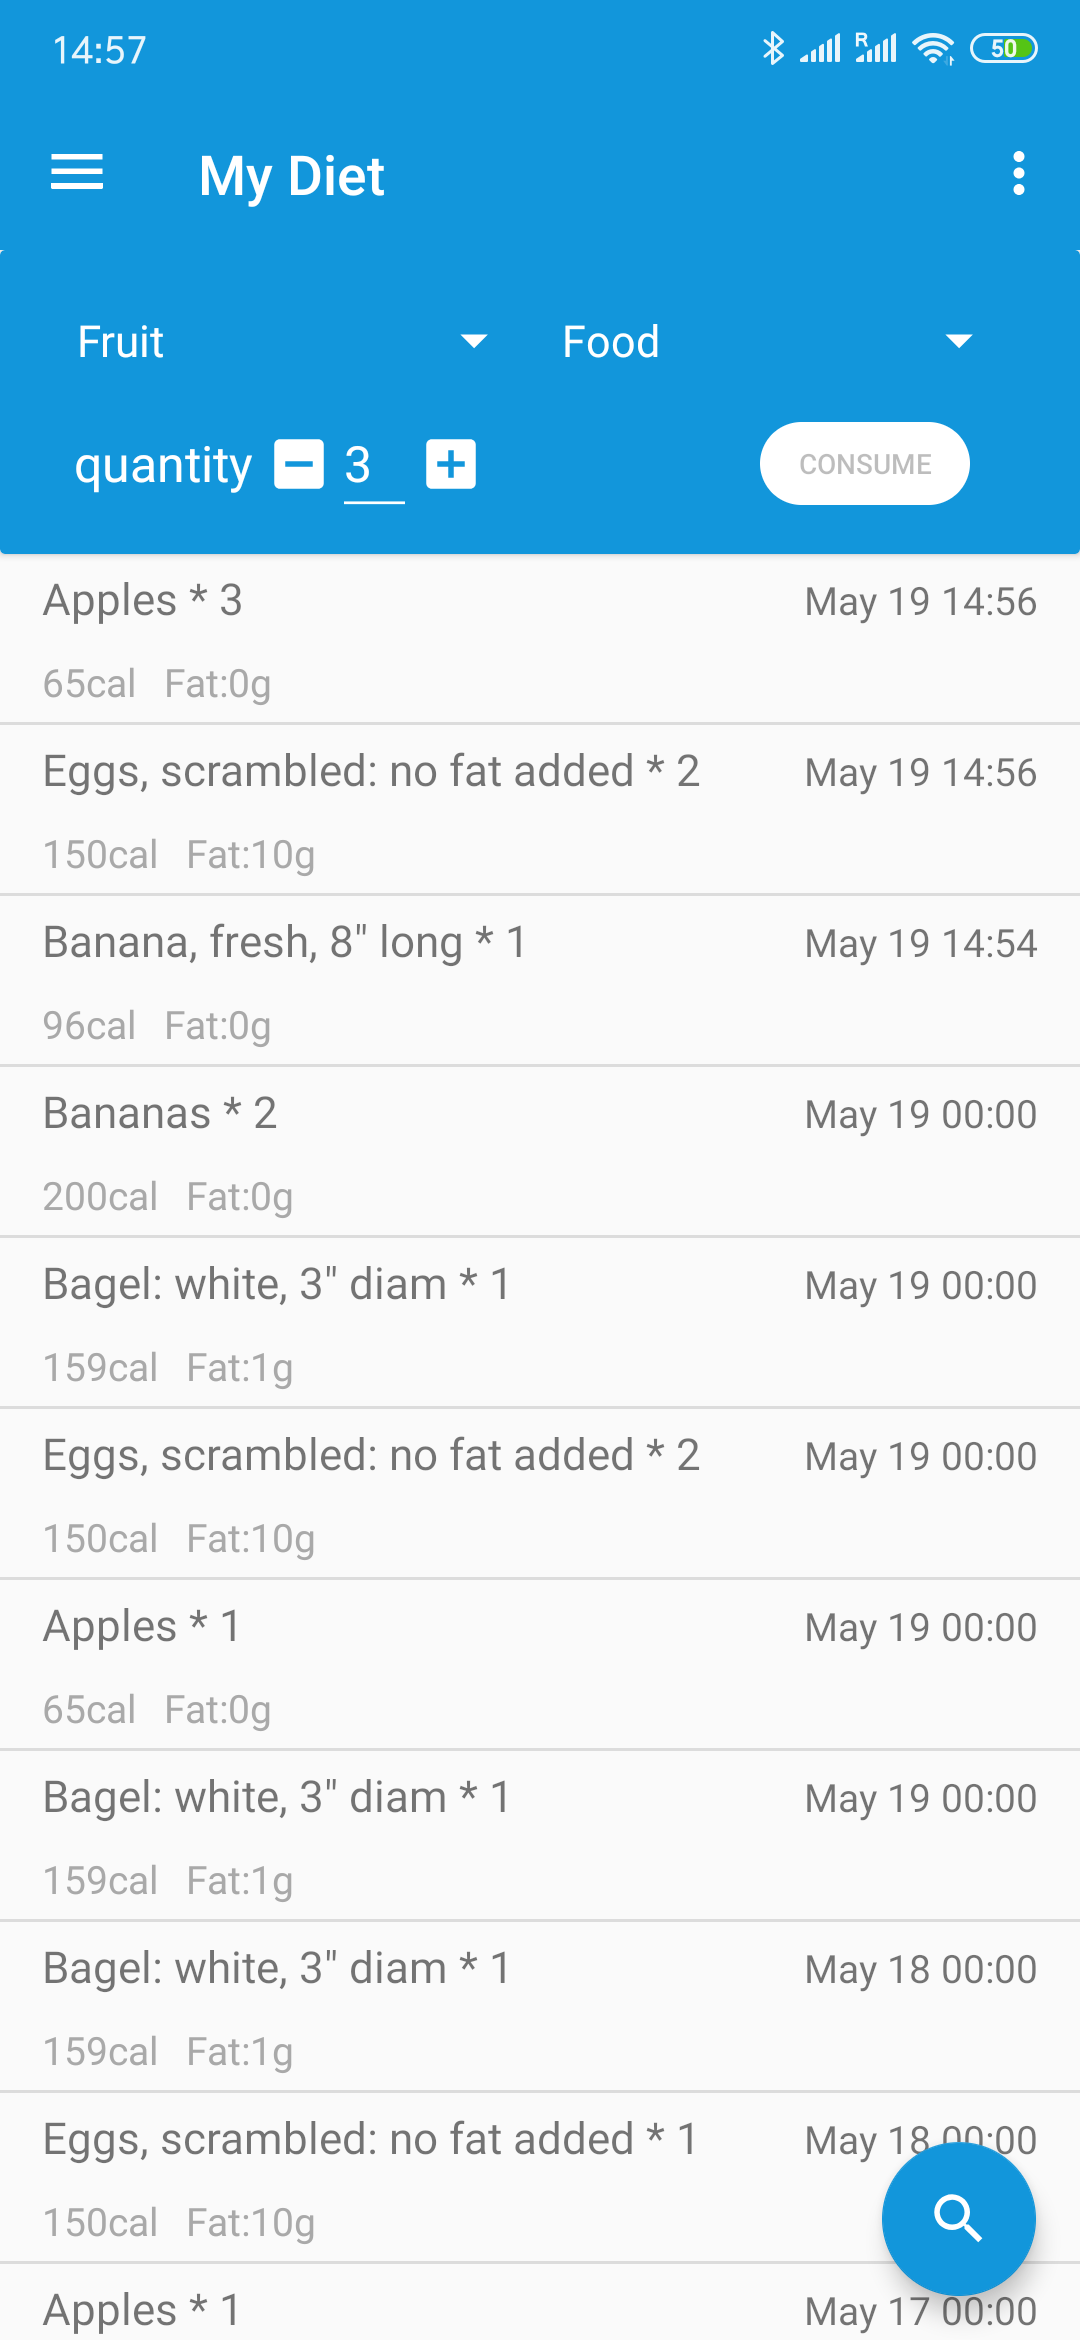 14:57
R
50
My Diet
Fruit Food
quantity 3 CONSUME
Apples * 3 May 19 14:56
65cal Fat:0g
Eggs, scrambled: no fat added * 2 May 19 14:56
150cal Fat:10g
Banana, fresh, 8" long * 1 May 19 14:54
96cal Fat:0g
Bananas * 2 May 19 00:00
200cal Fat:0g
Bagel: white, 3" diam * 1 May 19 00:00
159cal Fat:1g
Eggs, scrambled: no fat added * 2 May 19 00:00
150cal Fat:10g
Apples * 1 May 19 00:00
65cal Fat:0g
Bagel: white, 3" diam * 1 May 19 00:00
159cal Fat:1g
Bagel: white, 3" diam * 1 May 18 00:00
159cal Fat:1g
Eggs, scrambled: no fat added * 1 May 18 00:00
150cal Fat:10g
Apples * 1 May 17 00:00